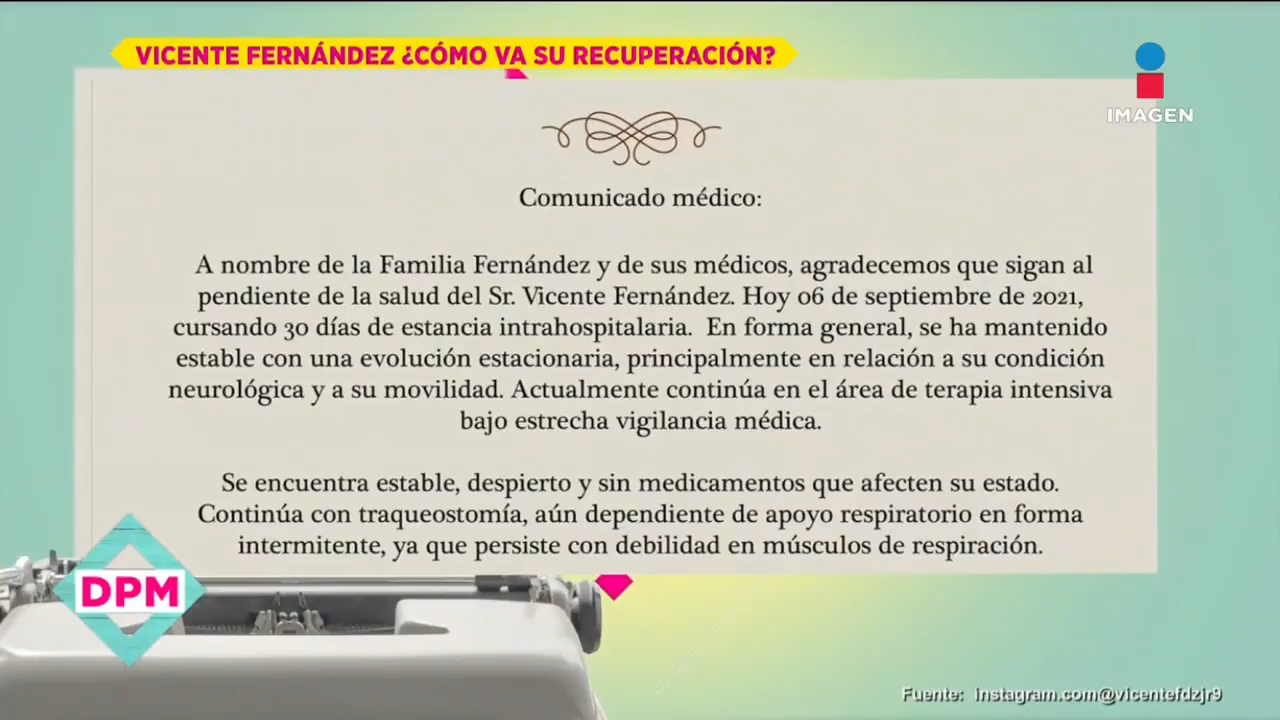 VICENTE FERNÁNDEZ ¿CÓMO VA SU RECUPERACIÓN?
IMAGEN
Comunicado médico:
A nombre de la Familia Fernández y de sus médicos, agradecemos que sigan al
pendiente de la salud del Sr. Vicente Fernández. Hoy 06 de septiembre de 2021,
cursando 30 días de estancia intrahospitalaria.  En forma general, se ha mantenido
estable con una evolución estacionaria, principalmente en relación a su condición
neurológica y a su movilidad. Actualmente continúa en el área de terapia intensiva
bajo estrecha vigilancia médica.
Se encuentra estable, despierto y sin medicamentos que afecten su estado.
Continúa con traqueostomía, aún dependiente de apoyo respiratorio en forma
intermitente, ya que persiste con debilidad en músculos de respiración.
DPM
Fuente: instagram.com@vicentefdzjr9